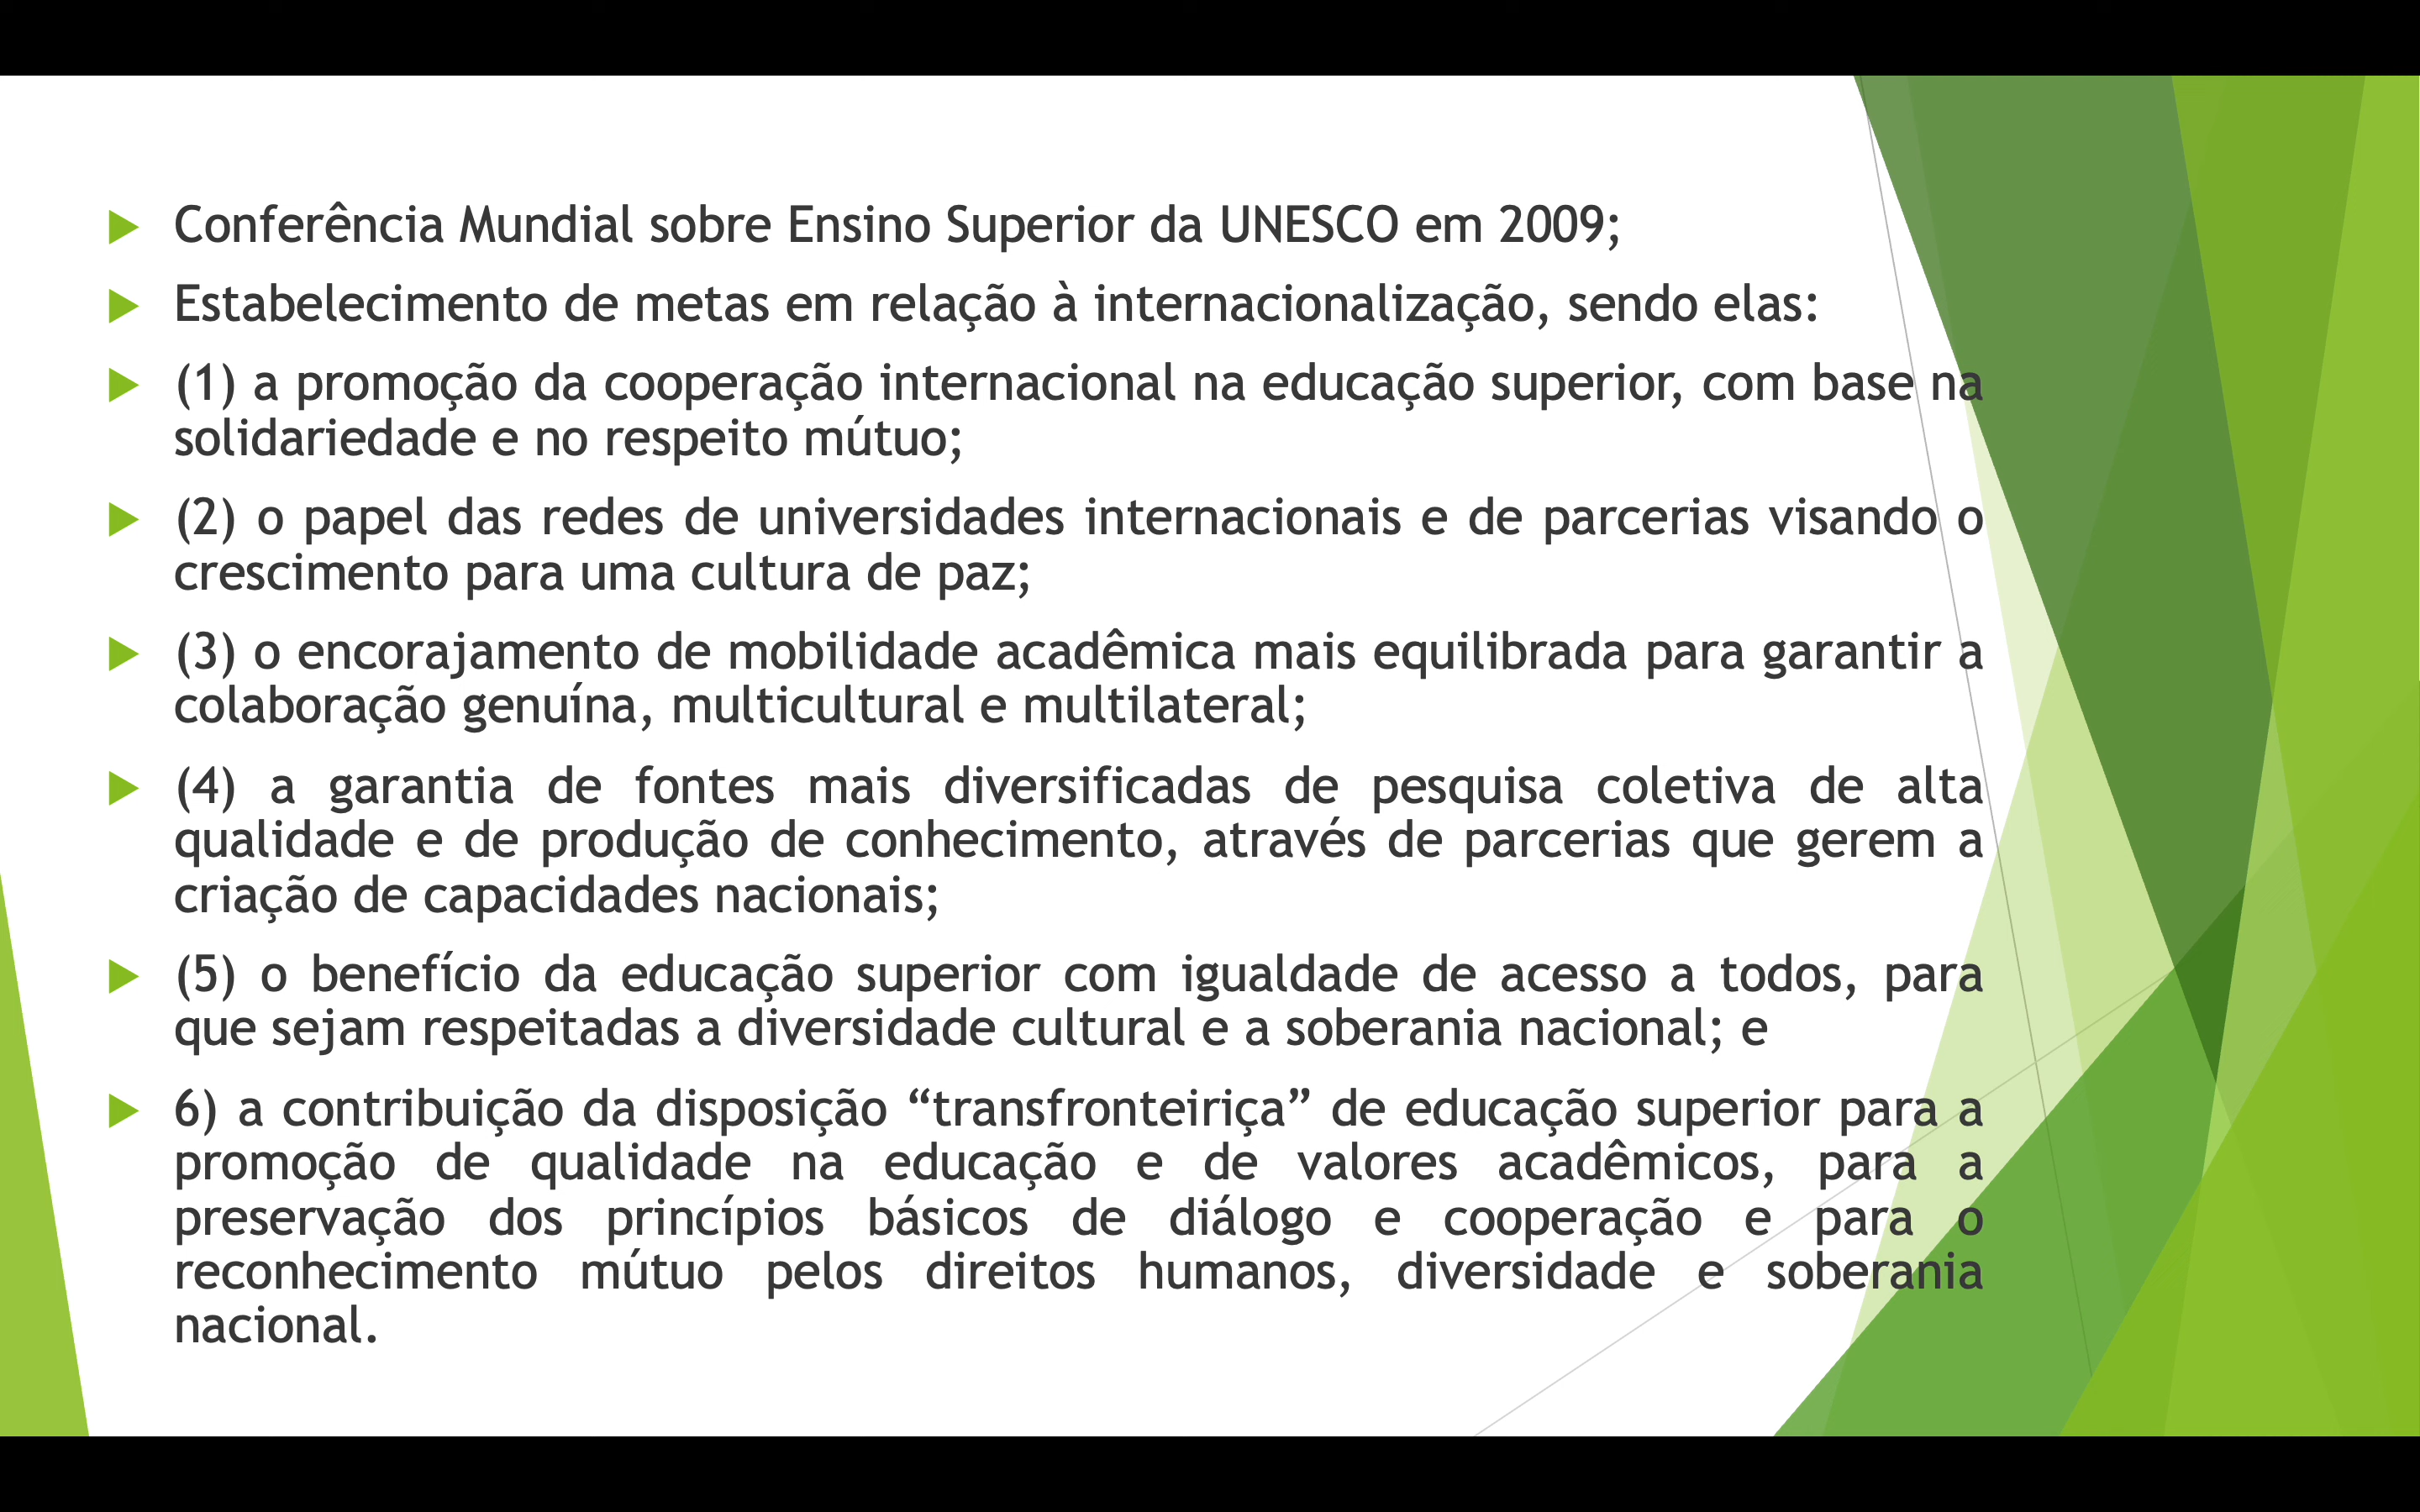 Conferência Mundial sobre Ensino Superior da UNESCO em 2009;
Estabelecimento de metas em relação à internacionalização, sendo elas:
(1) a promoção da cooperação internacional na educação superior, com base na
solidariedade e no respeito mútuo;
(2) o papel das redes de universidades internacionais e de parcerias visando o
crescimento para uma cultura de paz;
(3) o encorajamento de mobilidade acadêmica mais equilibrada para garantir a
colaboração genuína, multicultural e multilateral;
(4) a garantia de fontes mais diversificadas de pesquisa coletiva de alta
qualidade e de produção de conhecimento, através de parcerias que gerem a
criação de capacidades nacionais;
(5) o benefício da educação superior com igualdade de acesso a todos, para
que sejam respeitadas a diversidade cultural e a soberania nacional; e
6) a contribuição da disposição “transfronteiriça” de educação superior para a
promoção de qualidade na educação e de valores acadêmicos, para a
preservação dos princípios básicos de diálogo e cooperação e para o
reconhecimento mútuo pelos direitos humanos, diversidade e soberania
nacional.